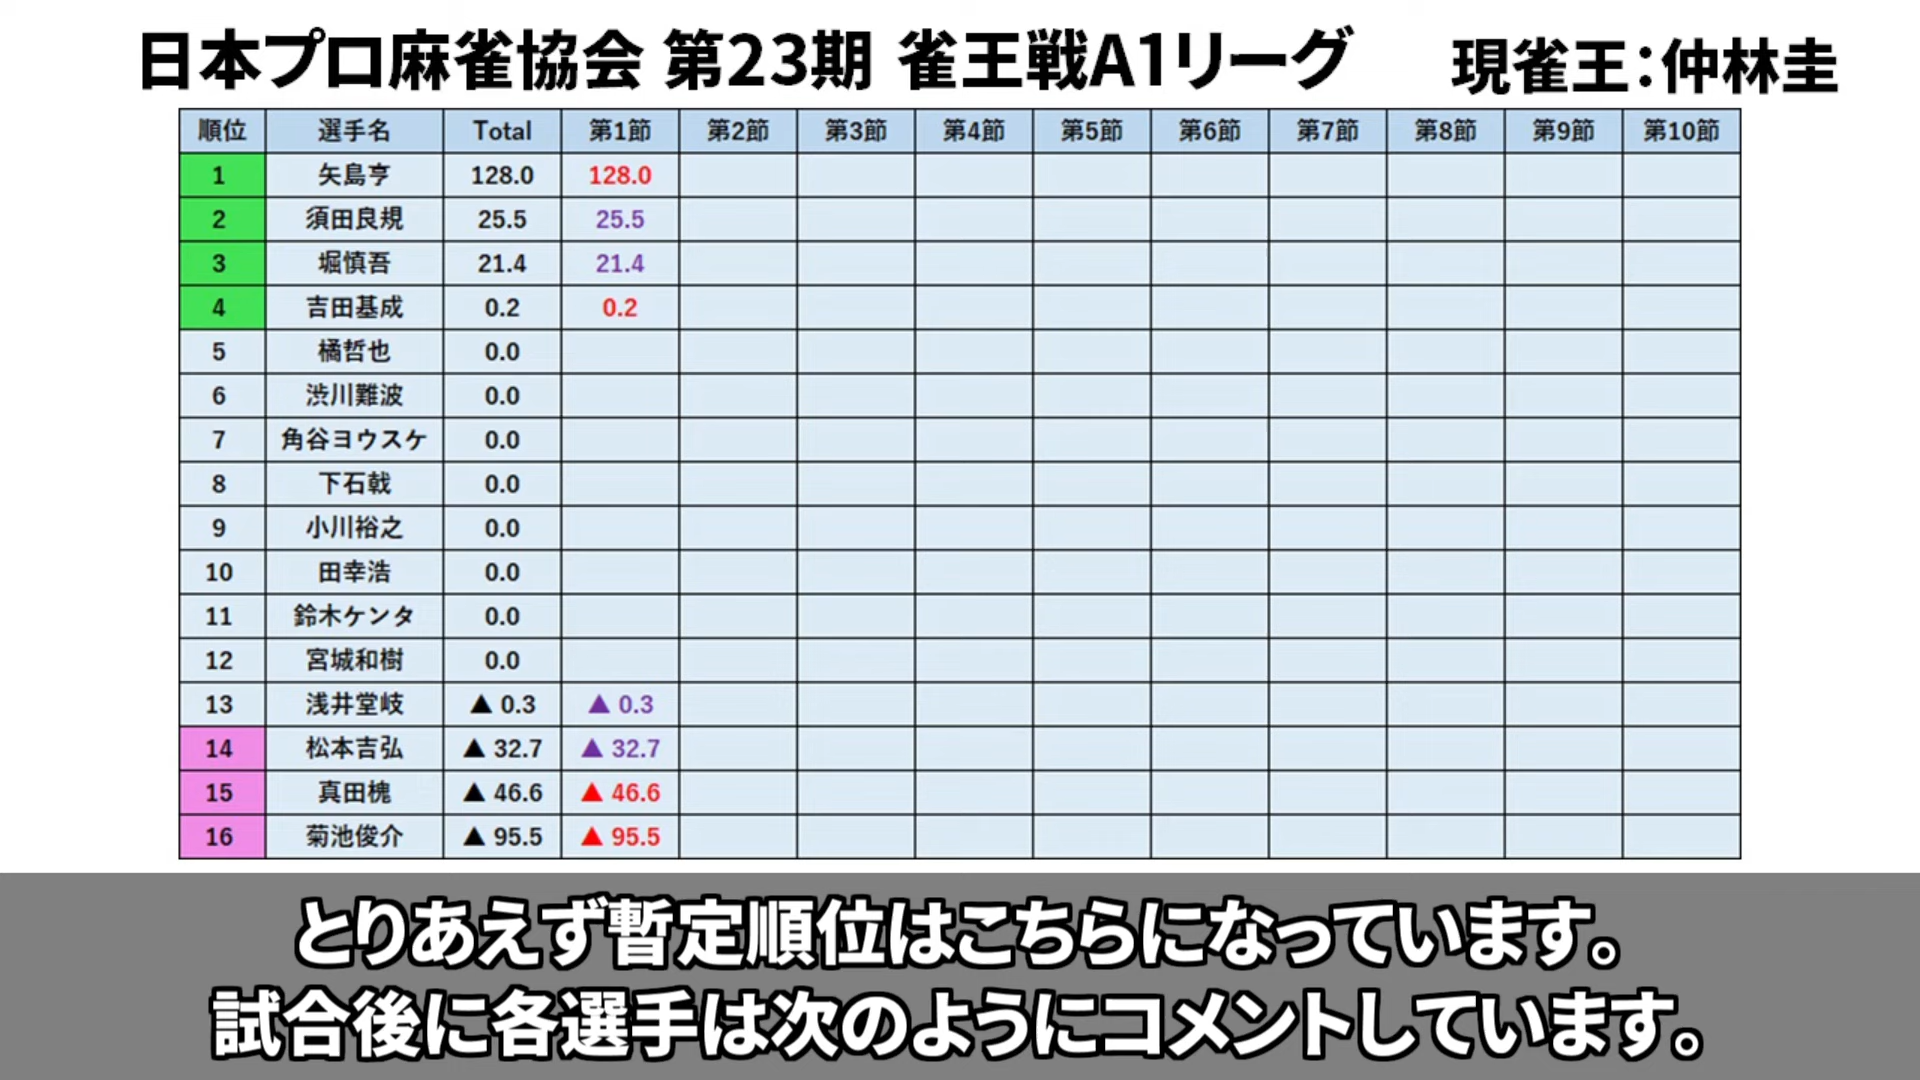 日本プロ麻雀協会 第23期 雀王戦A1リーグ 現雀王：仲林圭
順位 選手名 Total 第1節 第2節 第3節 第4節 第5節 第6節 第7節 第8節 第9節 第10節
1 矢島亨 128.0 128.0
2 須田良規 25.5 25.5
3 堀慎吾 21.4 21.4
4 吉田基成 0.2 0.2
5 橘哲也 0.0
6 渋川難波 0.0
7 角谷ヨウスケ 0.0
8 下石戟 0.0
9 小川裕之 0.0
10 田幸浩 0.0
11 鈴木ケンタ 0.0
12 宮城和樹 0.0
13 浅井堂岐 ▲ 0.3 ▲ 0.3
14 松本吉弘 ▲ 32.7 ▲ 32.7
15 真田槐 ▲ 46.6 ▲ 46.6
16 菊池俊介 ▲ 95.5 ▲ 95.5
とりあえず暫定順位はこちらになっています。
試合後に各選手は次のようにコメントしています。